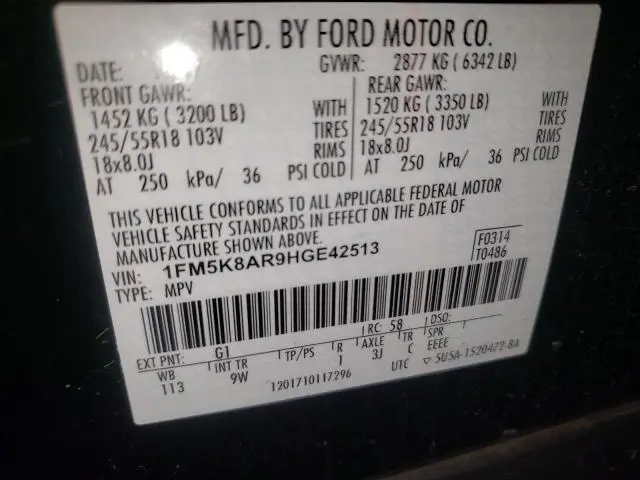 MFD. BY FORD MOTOR CO.
DATE: GVWR: 2877 KG ( 6342 LB)
FRONT GAWR: REAR GAWR:
1452 KG ( 3200 LB) WITH 1520 KG ( 3350 LB) WITH
245/55R18 103V TIRES 245/55R18 103V TIRES
18x8.0J RIMS 18x8.0J RIMS
AT 250 kPa/ 36 PSI COLD AT 250 kPa/ 36 PSI COLD
THIS VEHICLE CONFORMS TO ALL APPLICABLE FEDERAL MOTOR
VEHICLE SAFETY STANDARDS IN EFFECT ON THE DATE OF
MANUFACTURE SHOWN ABOVE.
F0314
VIN: 1FM5K8AR9HGE42513 T0486
TYPE: MPV
RC: 58 DSO:
EXT PNT: G1
WB INT TR TP/PS R AXLE TR SPR
113 9W 1 3J C EEEE
1201710117296 UTC ▽ 5U5A-1520472-BA